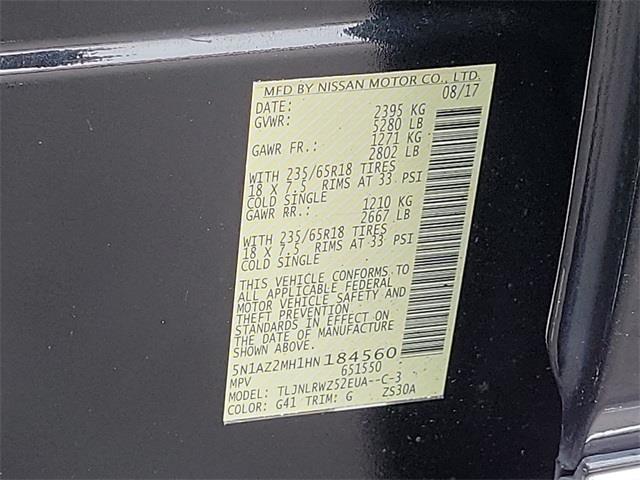 MFD BY NISSAN MOTOR CO., LTD.
DATE: 08/17
GVWR: 2395 KG
5280 LB
GAWR FR.: 1271 KG
2802 LB
WITH 235/65R18 TIRES
18 X 7.5 RIMS AT 33 PSI
COLD SINGLE
GAWR RR.: 1210 KG
2667 LB
WITH 235/65R18 TIRES
18 X 7.5 RIMS AT 33 PSI
COLD SINGLE
THIS VEHICLE CONFORMS TO
ALL APPLICABLE FEDERAL
MOTOR VEHICLE SAFETY AND
THEFT PREVENTION
STANDARDS IN EFFECT ON
THE DATE OF MANUFACTURE
SHOWN ABOVE.
5N1AZ2MH1HN184560
MPV 651550
MODEL: TLJNLRWZ52EUA--C-3
COLOR: G41 TRIM: G ZS30A